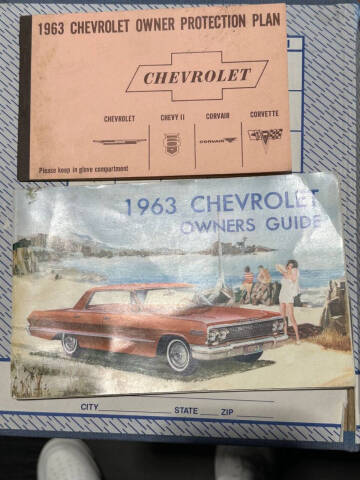 1963 CHEVROLET OWNER PROTECTION PLAN
CHEVROLET
CHEVROLET CHEVY II CORVAIR CORVETTE
CORVAIR
Please keep in glove compartment
1963 CHEVROLET
OWNERS GUIDE
CITY STATE ZIP